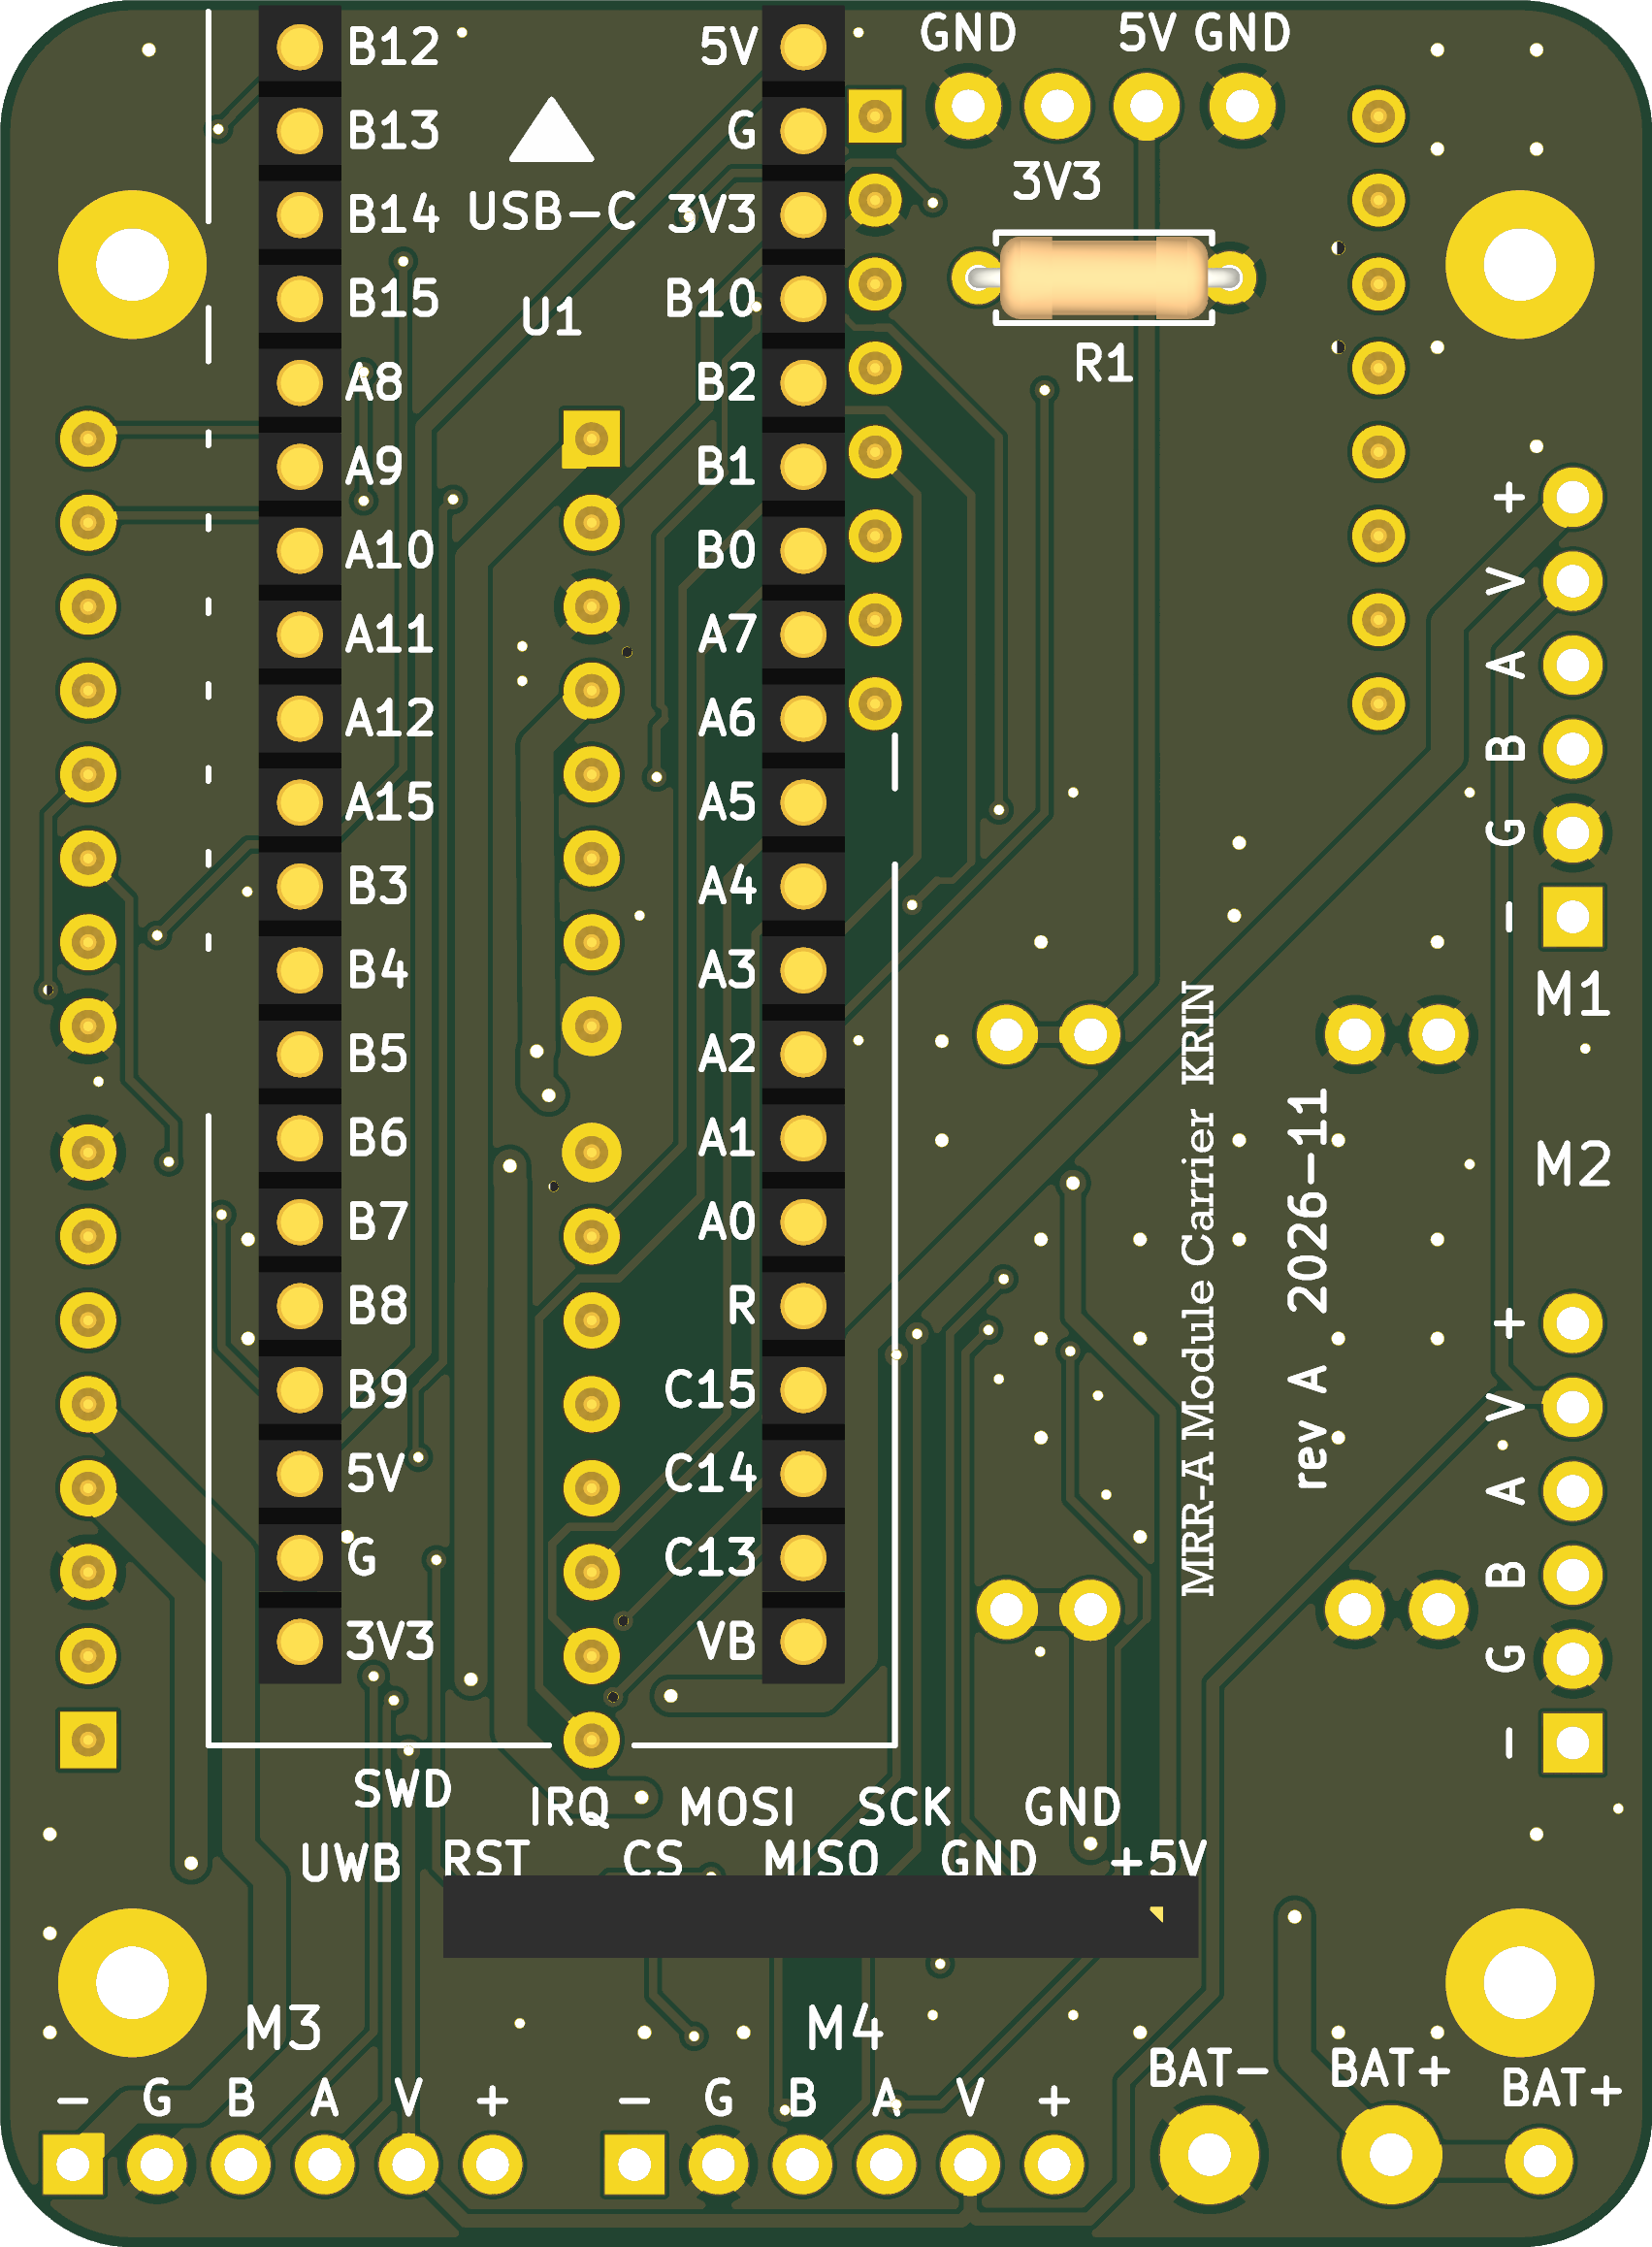 GND 5V GND
B12 5V
B13 G
3V3
B14 USB-C 3V3
B15 U1 B10
R1
A8 B2
A9 B1
+
A10 B0
V
A11 A7
A
A12 A6
B
A15 A5
G
B3 A4
-
B4 A3
M1
B5 A2
B6 A1
M2
B7 A0
B8 R
+
B9 C15
V
5V C14
A
G C13
B
3V3 VB
G
-
MRR-A Module Carrier KRIN
rev A 2026-11
SWD
IRQ MOSI SCK GND
UWB RST CS MISO GND +5V
M3 M4
BAT- BAT+ BAT+
- G B A V + - G B A V +